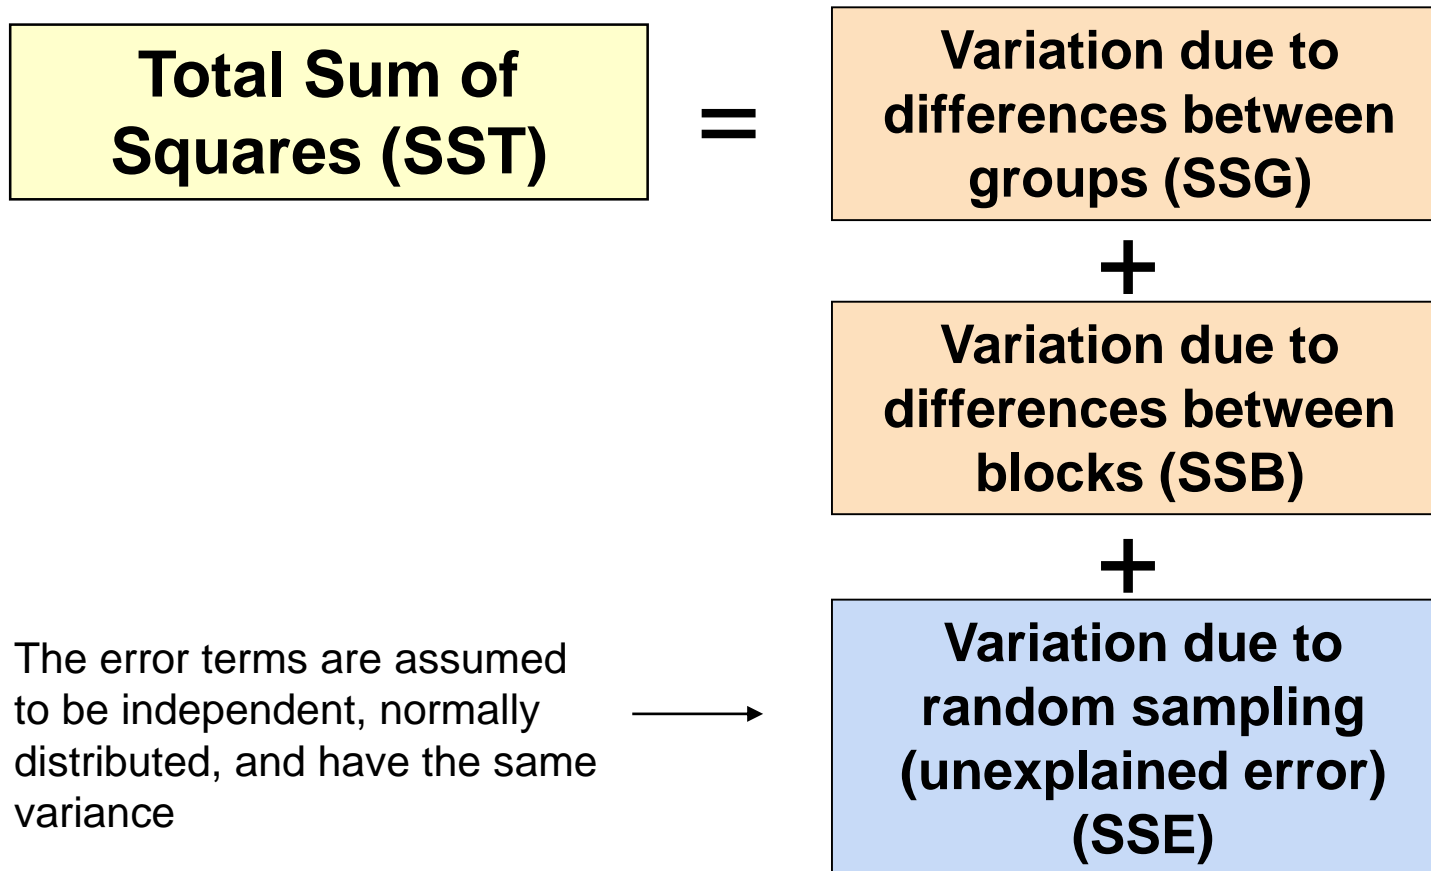 Total Sum of
Squares (SST)
=
Variation due to
differences between
groups (SSG)
+
Variation due to
differences between
blocks (SSB)
+
The error terms are assumed
to be independent, normally
distributed, and have the same
variance
Variation due to
random sampling
(unexplained error)
(SSE)